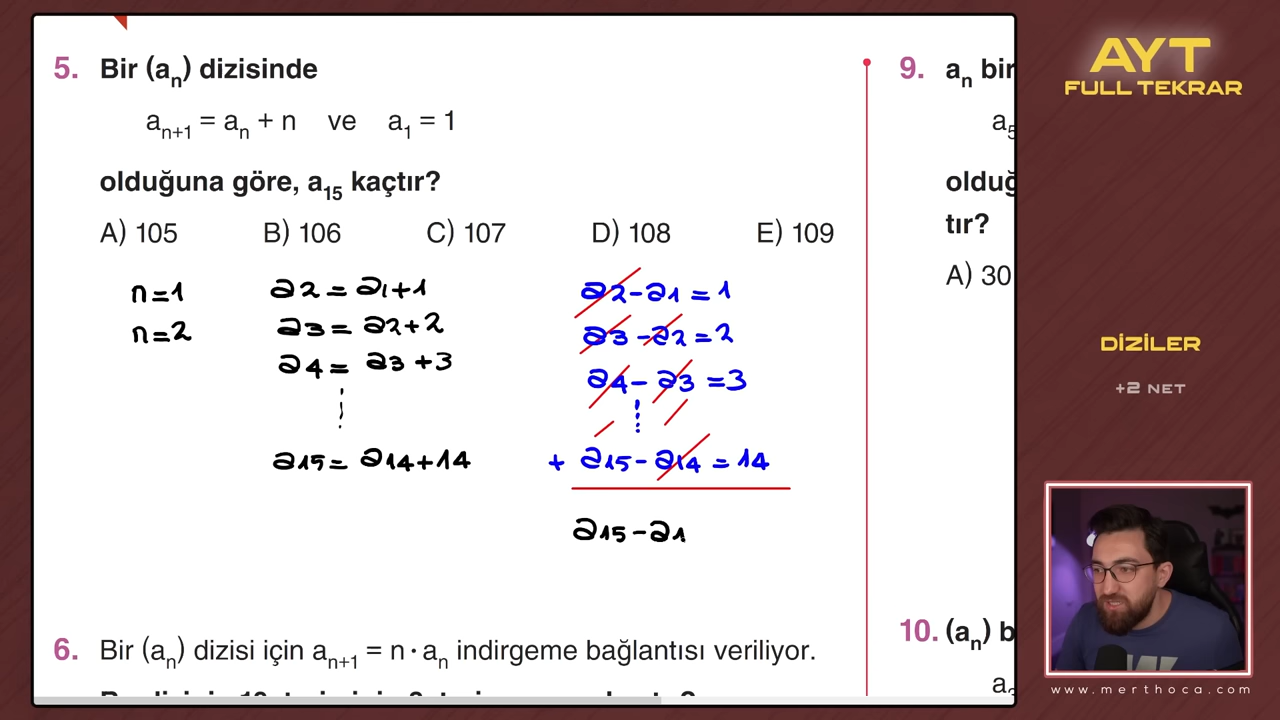 5. Bir (an) dizisinde
an+1 = an + n ve a1 = 1
olduğuna göre, a15 kaçtır?
A) 105 B) 106 C) 107 D) 108 E) 109
n=1 a2 = a1+1
n=2 a3 = a2+2
a4 = a3+3
a15 = a14+14
a2-a1 = 1
a3-a2 = 2
a4-a3 = 3
+ a15-a14 = 14
a15-a1
6. Bir (an) dizisi için an+1 = n·an indirgeme bağlantısı veriliyor.
9. an bir
a5
olduğ
tır?
A) 30
10. (an) b
a
AYT
FULL TEKRAR
DİZİLER
+2 NET
www.merthoca.com